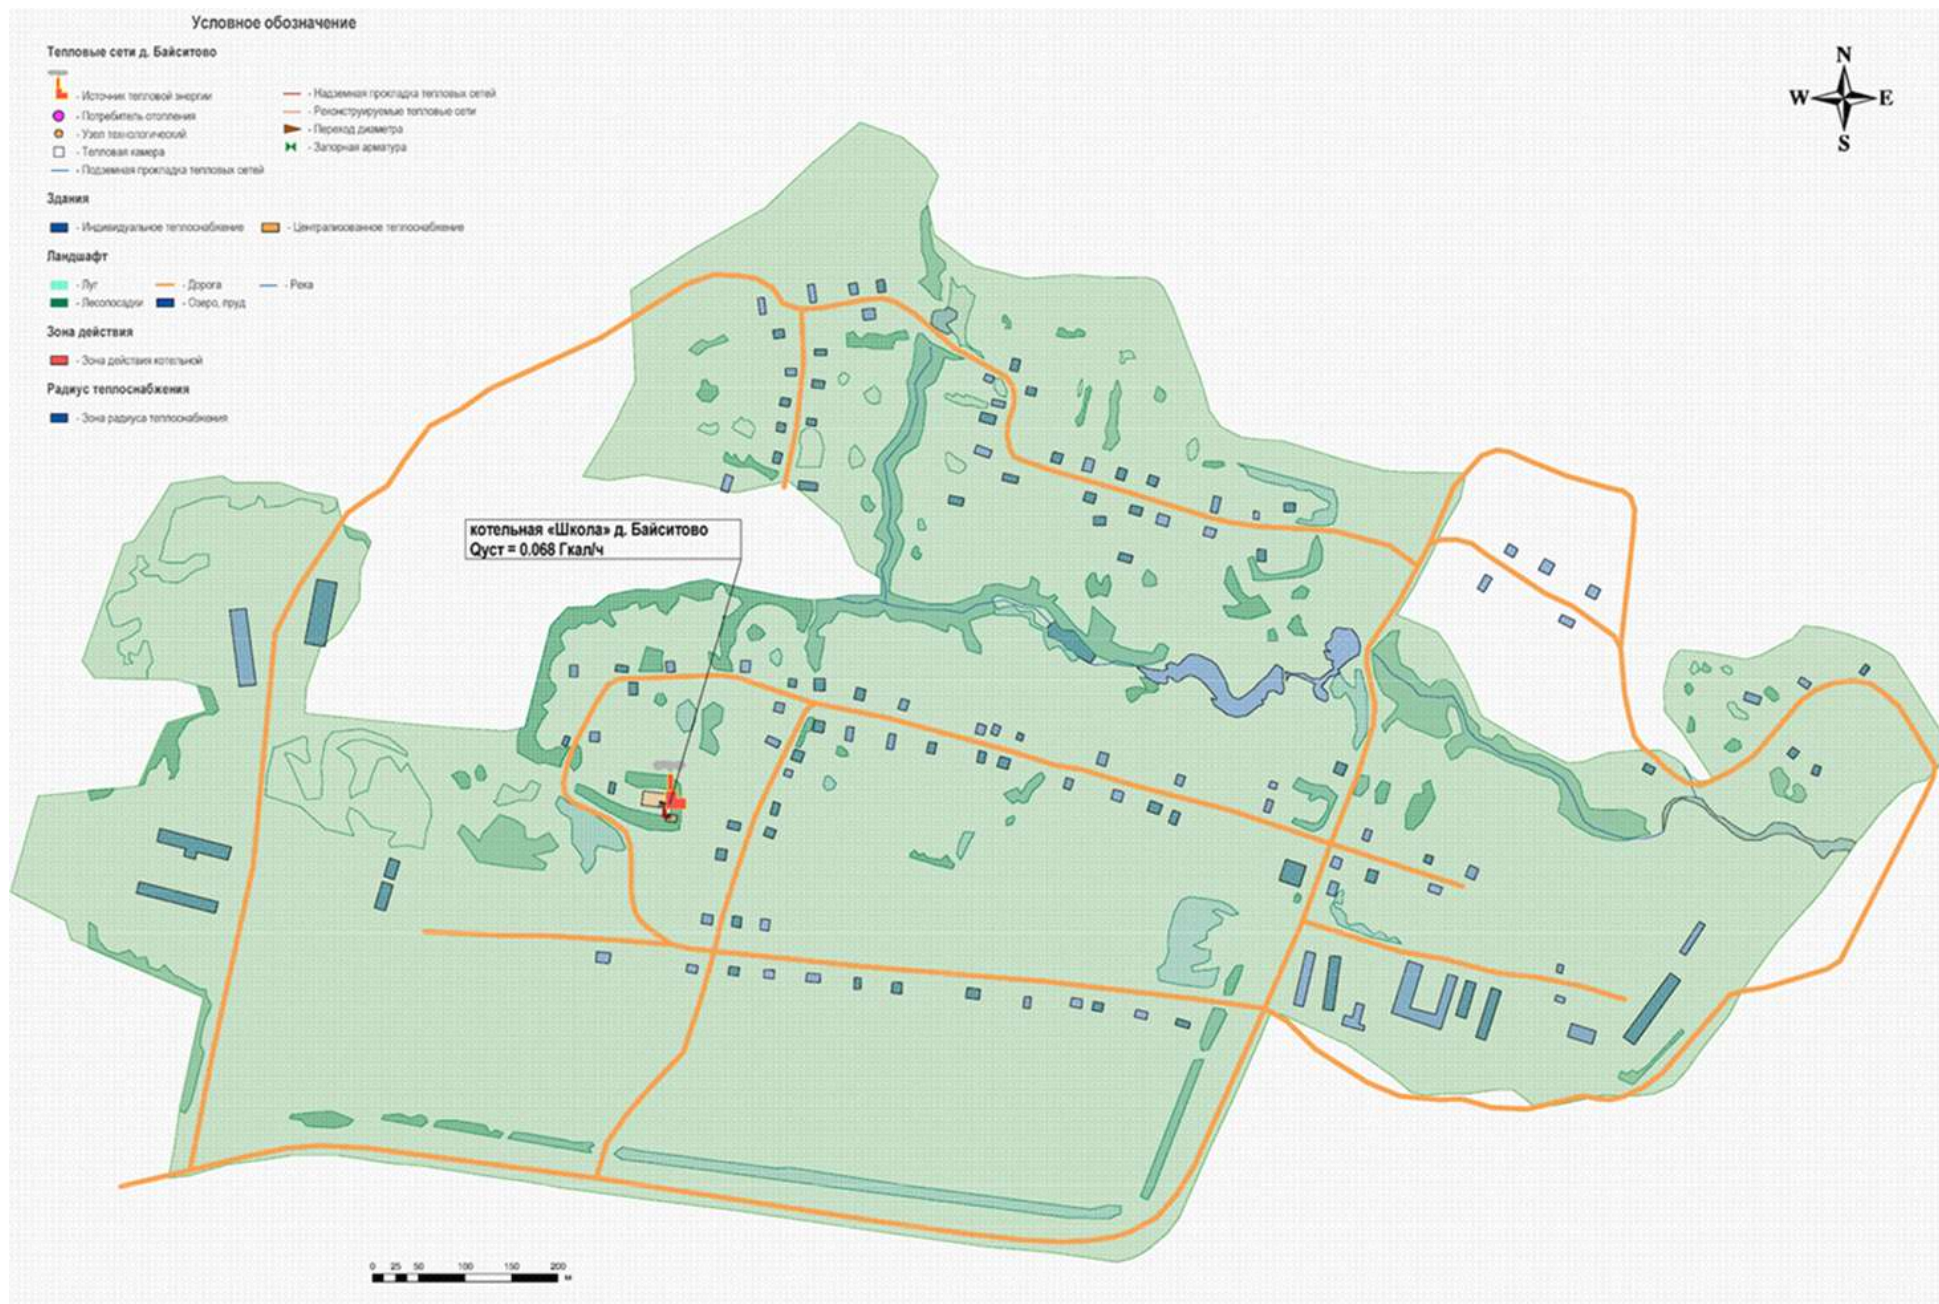 Условное обозначение
Тепловые сети д. Байситово
- Источник тепловой энергии
- Потребитель отопления
- Узел технологический
- Тепловая камера
- Подземная прокладка тепловых сетей
- Надземная прокладка тепловых сетей
- Реконструируемые тепловые сети
- Переход диаметра
- Запорная арматура
Здания
- Индивидуальное теплоснабжение
- Централизованное теплоснабжение
Ландшафт
- Луг
- Дорога
- Река
- Лесопосадки
- Озеро, пруд
Зона действия
- Зона действия котельной
Радиус теплоснабжения
- Зона радиуса теплоснабжения
N
W
E
S
котельная «Школа» д. Байситово
Qуст = 0.068 Гкал/ч
0 25 50 100 150 200
м